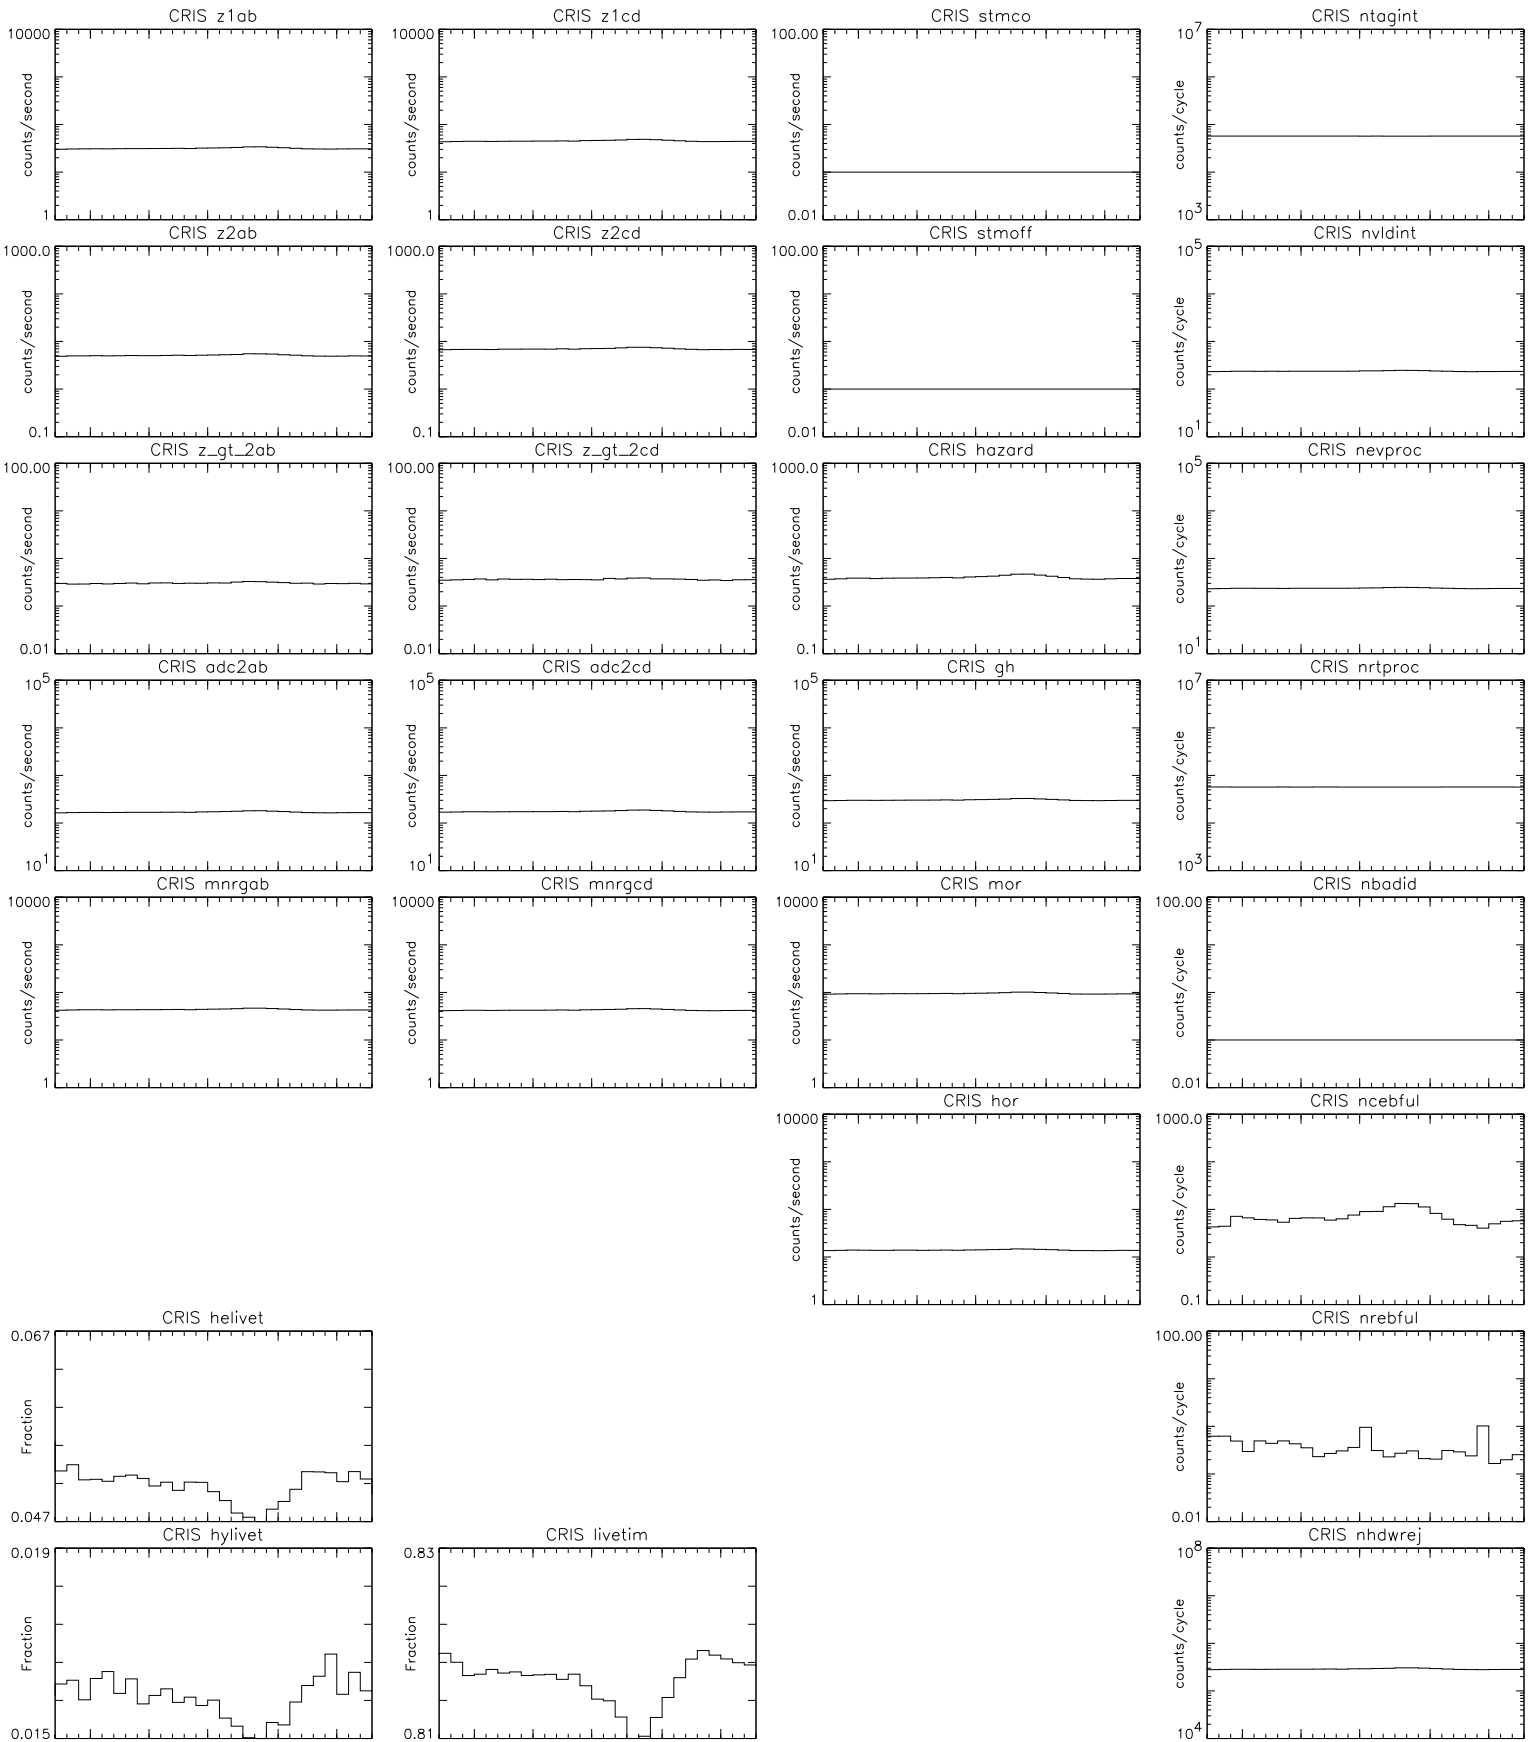 CRIS z1ab
10000
counts/second
1
CRIS z1cd
10000
counts/second
1
CRIS stmco
100.00
counts/second
0.01
CRIS ntagint
10^7
counts/cycle
10^3
CRIS z2ab
1000.0
counts/second
0.1
CRIS z2cd
1000.0
counts/second
0.1
CRIS stmoff
100.00
counts/second
0.01
CRIS nvldint
10^5
counts/cycle
10^1
CRIS z_gt_2ab
100.00
counts/second
0.01
CRIS z_gt_2cd
100.00
counts/second
0.01
CRIS hazard
1000.0
counts/second
0.1
CRIS nevproc
10^5
counts/cycle
10^1
CRIS adc2ab
10^5
counts/second
10^1
CRIS adc2cd
10^5
counts/second
10^1
CRIS gh
10^5
counts/second
10^1
CRIS nrtproc
10^7
counts/cycle
10^3
CRIS mnrgab
10000
counts/second
1
CRIS mnrgcd
10000
counts/second
1
CRIS mor
10000
counts/second
1
CRIS nbadid
100.00
counts/cycle
0.01
CRIS hor
10000
counts/second
1
CRIS ncebful
1000.0
counts/cycle
0.1
CRIS helivet
0.067
Fraction
0.047
CRIS nrebful
100.00
counts/cycle
0.01
CRIS hylivet
0.019
Fraction
0.015
CRIS livetim
0.83
Fraction
0.81
CRIS nhdwrej
10^8
counts/cycle
10^4